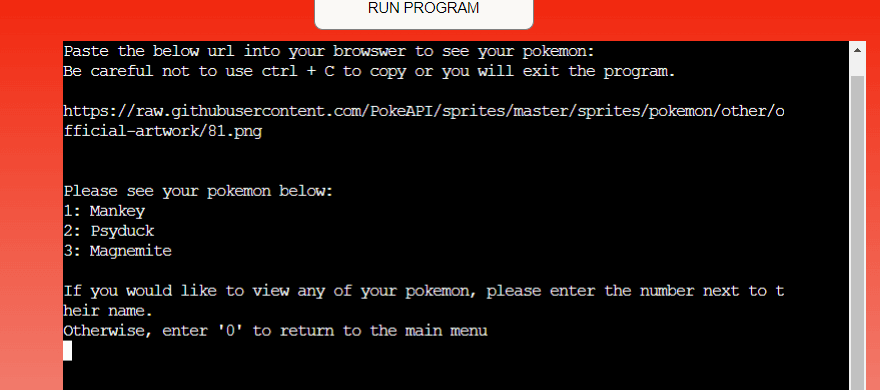 RUN PROGRAM
Paste the below url into your browswer to see your pokemon:
Be careful not to use ctrl + C to copy or you will exit the program.
https://raw.githubusercontent.com/PokeAPI/sprites/master/sprites/pokemon/other/o
fficial-artwork/81.png
Please see your pokemon below:
1: Mankey
2: Psyduck
3: Magnemite
If you would like to view any of your pokemon, please enter the number next to t
heir name.
Otherwise, enter '0' to return to the main menu